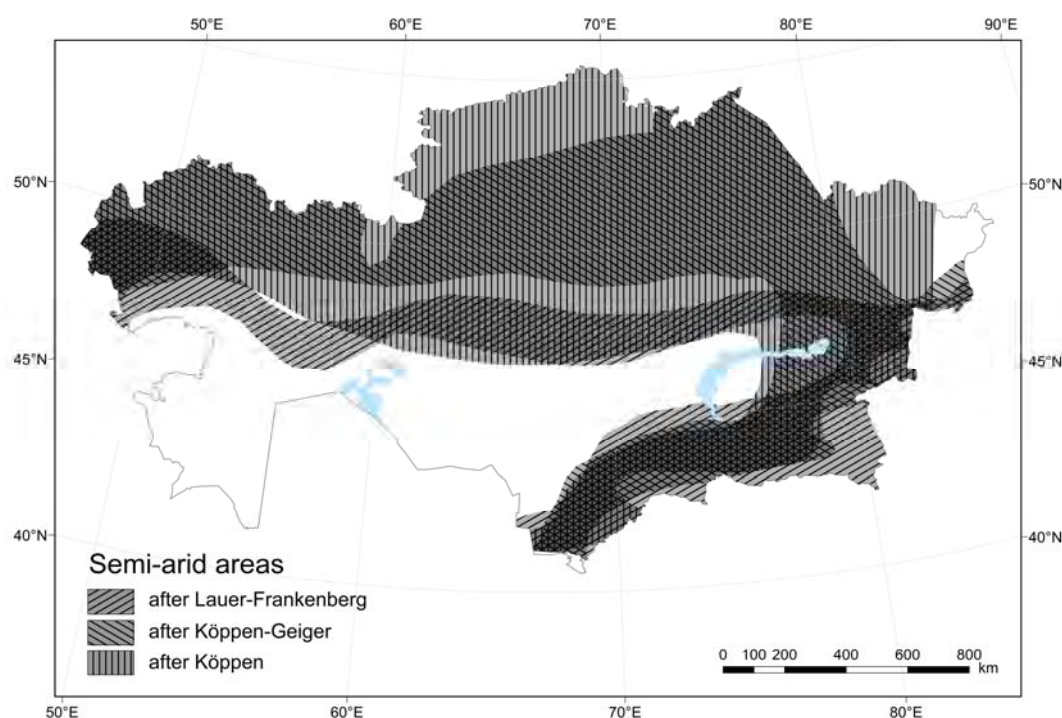 50°E 60°E 70°E 80°E 90°E
50°N 50°N
45°N 45°N
40°N 40°N
Semi-arid areas
after Lauer-Frankenberg
after Köppen-Geiger
after Köppen
0 100 200 400 600 800
km
50°E 60°E 70°E 80°E